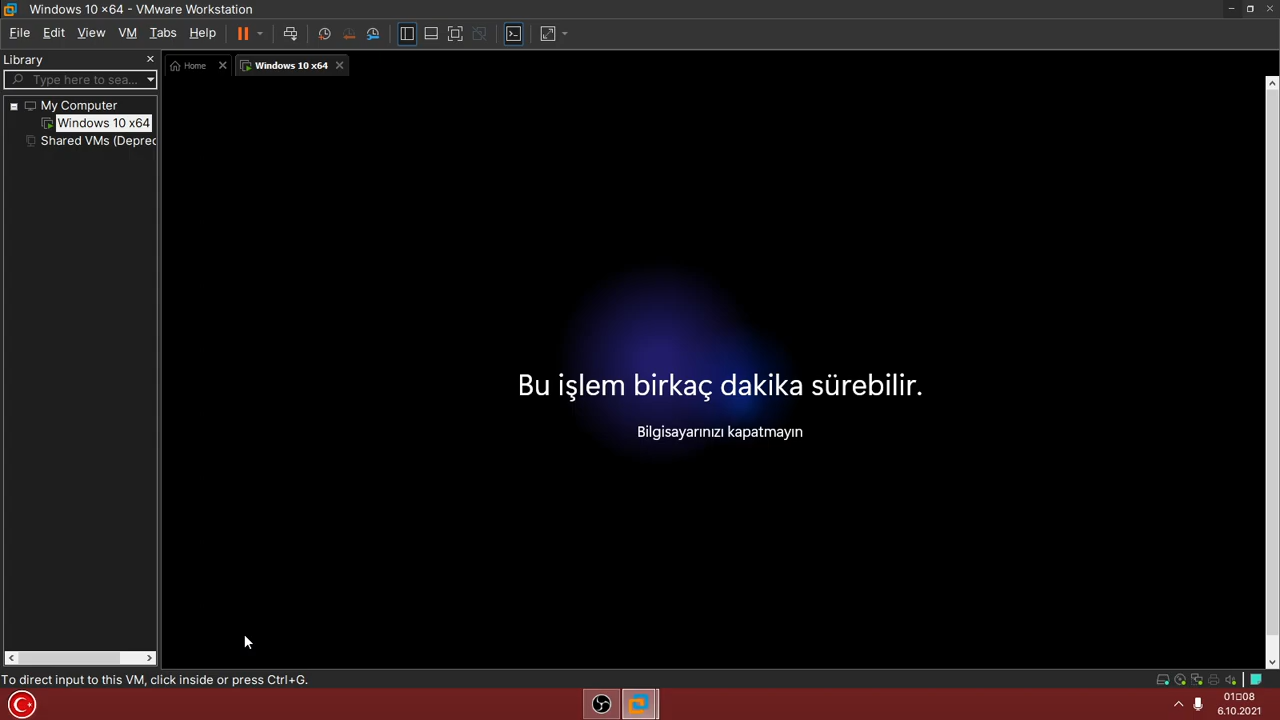 Windows 10 x64 - VMware Workstation
File Edit View VM Tabs Help
Library
Type here to sea...
Home
Windows 10 x64
My Computer
Windows 10 x64
Shared VMs (Deprec
Bu işlem birkaç dakika sürebilir.
Bilgisayarınızı kapatmayın
To direct input to this VM, click inside or press Ctrl+G.
01□08
6.10.2021